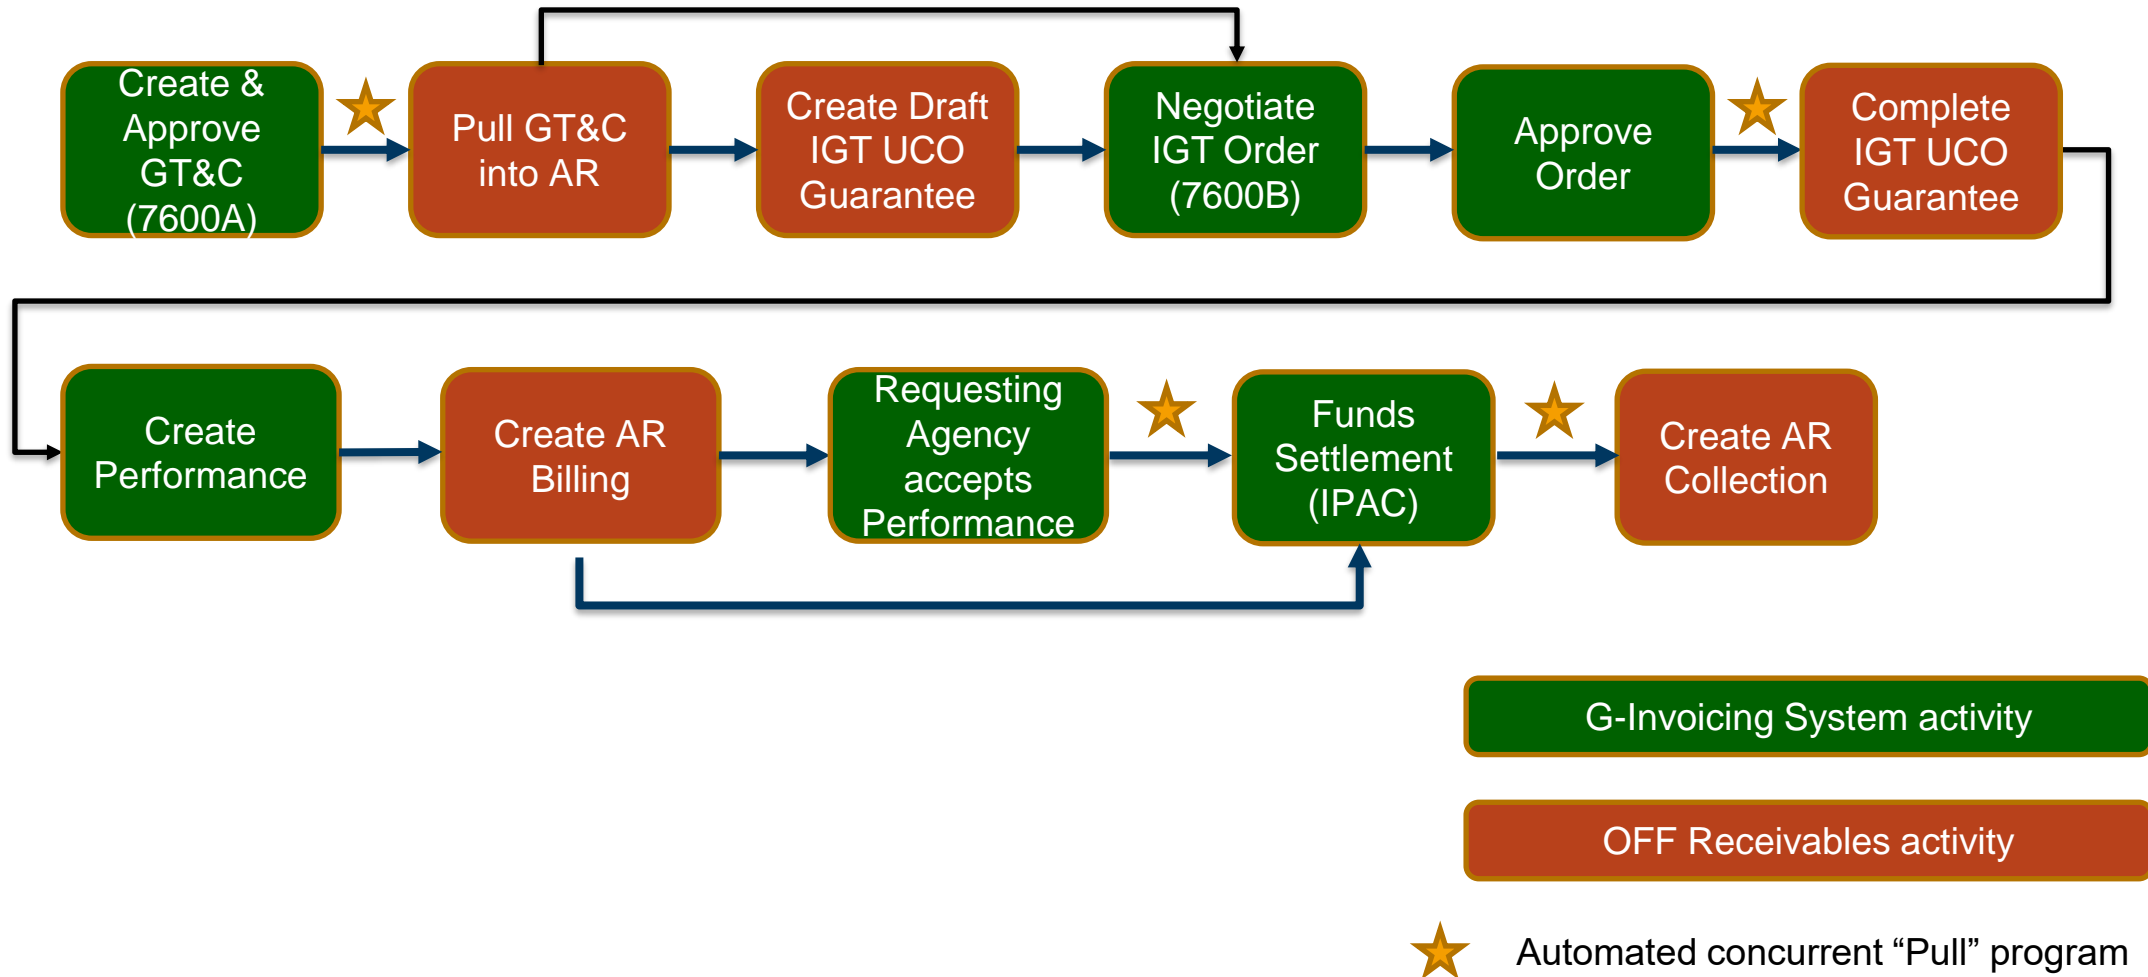 Create &
Approve
GT&C
(7600A)
Pull GT&C
into AR
Create Draft
IGT UCO
Guarantee
Negotiate
IGT Order
(7600B)
Approve
Order
Complete
IGT UCO
Guarantee
Create
Performance
Create AR
Billing
Requesting
Agency
accepts
Performance
Funds
Settlement
(IPAC)
Create AR
Collection
G-Invoicing System activity
OFF Receivables activity
Automated concurrent “Pull” program